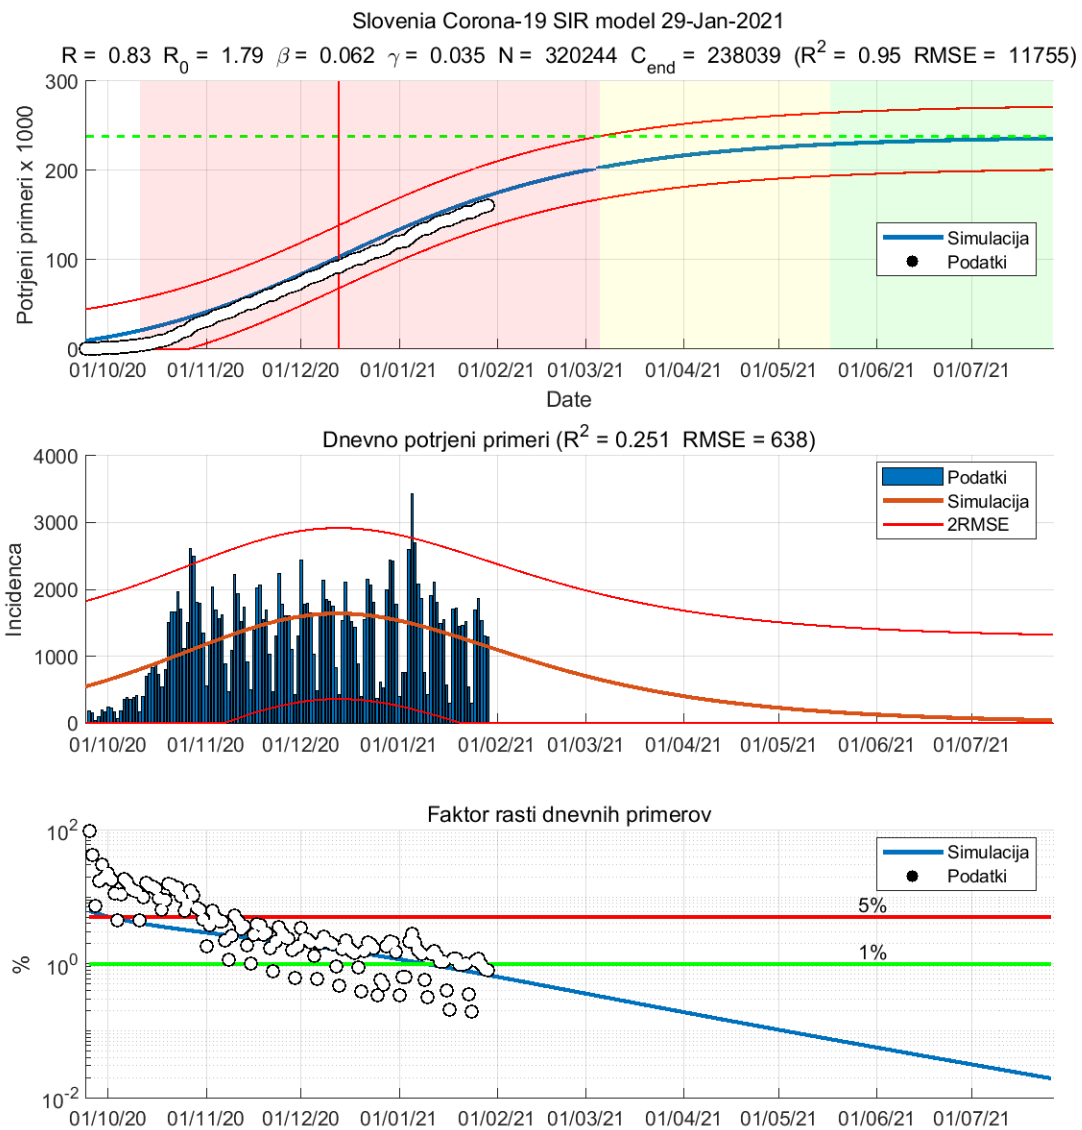 Slovenia Corona-19 SIR model 29-Jan-2021
R = 0.83 R₀ = 1.79 β = 0.062 γ = 0.035 N = 320244 C_end = 238039 (R² = 0.95 RMSE = 11755)
Potrjeni primeri x 1000
300
200
100
0
Simulacija
Podatki
01/10/20 01/11/20 01/12/20 01/01/21 01/02/21 01/03/21 01/04/21 01/05/21 01/06/21 01/07/21
Date
Dnevno potrjeni primeri (R² = 0.251 RMSE = 638)
Incidenca
4000
3000
2000
1000
0
Podatki
Simulacija
2RMSE
01/10/20 01/11/20 01/12/20 01/01/21 01/02/21 01/03/21 01/04/21 01/05/21 01/06/21 01/07/21
Faktor rasti dnevnih primerov
%
10²
10⁰
10⁻²
Simulacija
Podatki
5%
1%
01/10/20 01/11/20 01/12/20 01/01/21 01/02/21 01/03/21 01/04/21 01/05/21 01/06/21 01/07/21